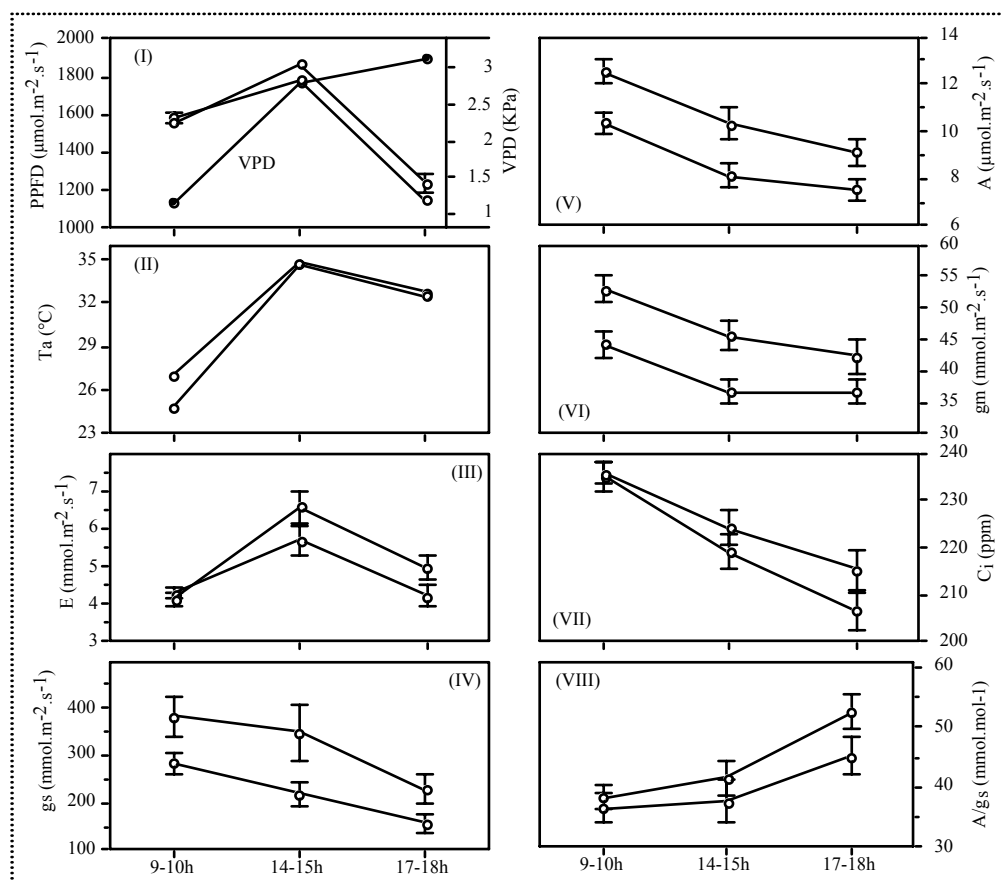 (I)
PPFD (μmol.m⁻².s⁻¹)
2000
1800
1600
1400
1200
1000
VPD
3
2.5
2
1.5
1
VPD (KPa)
(II)
Ta (°C)
35
32
29
26
23
(III)
E (mmol.m⁻².s⁻¹)
7
6
5
4
3
(IV)
gs (mmol.m⁻².s⁻¹)
400
300
200
100
9-10h 14-15h 17-18h
(V)
14
12
10
8
6
A (μmol.m⁻².s⁻¹)
(VI)
60
55
50
45
40
35
30
gm (mmol.m⁻².s⁻¹)
(VII)
240
230
220
210
200
Ci (ppm)
(VIII)
60
50
40
30
A/gs (mmol.mol-1)
9-10h 14-15h 17-18h